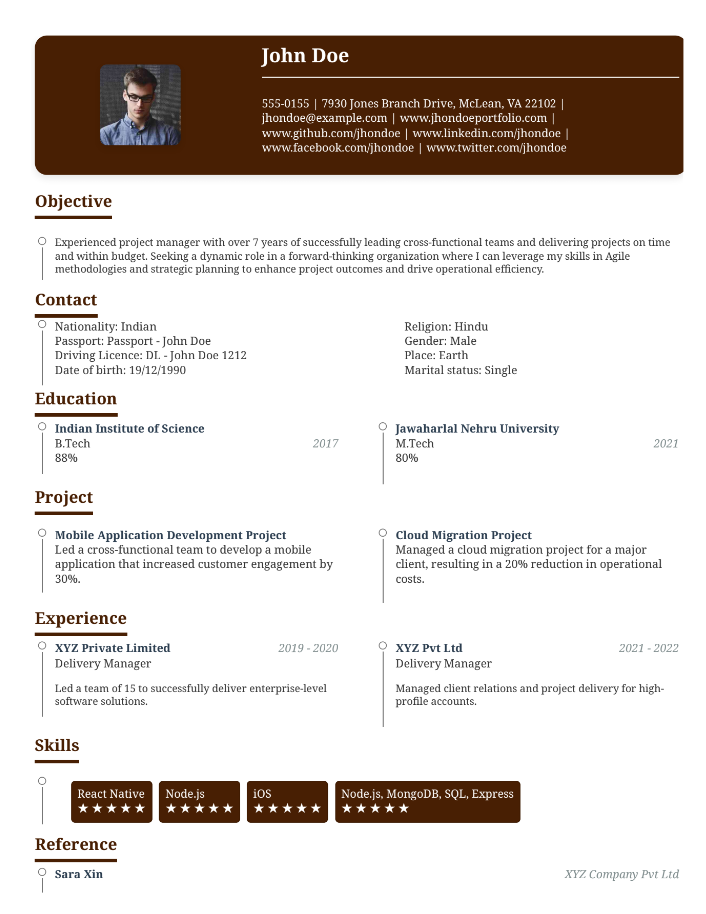 John Doe
555-0155 | 7930 Jones Branch Drive, McLean, VA 22102 |
jhondoe@example.com | www.jhondoeportfolio.com |
www.github.com/jhondoe | www.linkedin.com/jhondoe |
www.facebook.com/jhondoe | www.twitter.com/jhondoe
Objective
Experienced project manager with over 7 years of successfully leading cross-functional teams and delivering projects on time
and within budget. Seeking a dynamic role in a forward-thinking organization where I can leverage my skills in Agile
methodologies and strategic planning to enhance project outcomes and drive operational efficiency.
Contact
Nationality: Indian
Passport: Passport - John Doe
Driving Licence: DL - John Doe 1212
Date of birth: 19/12/1990
Religion: Hindu
Gender: Male
Place: Earth
Marital status: Single
Education
Indian Institute of Science
B.Tech 2017
88%
Jawaharlal Nehru University
M.Tech 2021
80%
Project
Mobile Application Development Project
Led a cross-functional team to develop a mobile
application that increased customer engagement by
30%.
Cloud Migration Project
Managed a cloud migration project for a major
client, resulting in a 20% reduction in operational
costs.
Experience
XYZ Private Limited 2019 - 2020
Delivery Manager
Led a team of 15 to successfully deliver enterprise-level
software solutions.
XYZ Pvt Ltd 2021 - 2022
Delivery Manager
Managed client relations and project delivery for high-
profile accounts.
Skills
React Native
★★★★★
Node.js
★★★★★
iOS
★★★★★
Node.js, MongoDB, SQL, Express
★★★★★
Reference
Sara Xin XYZ Company Pvt Ltd